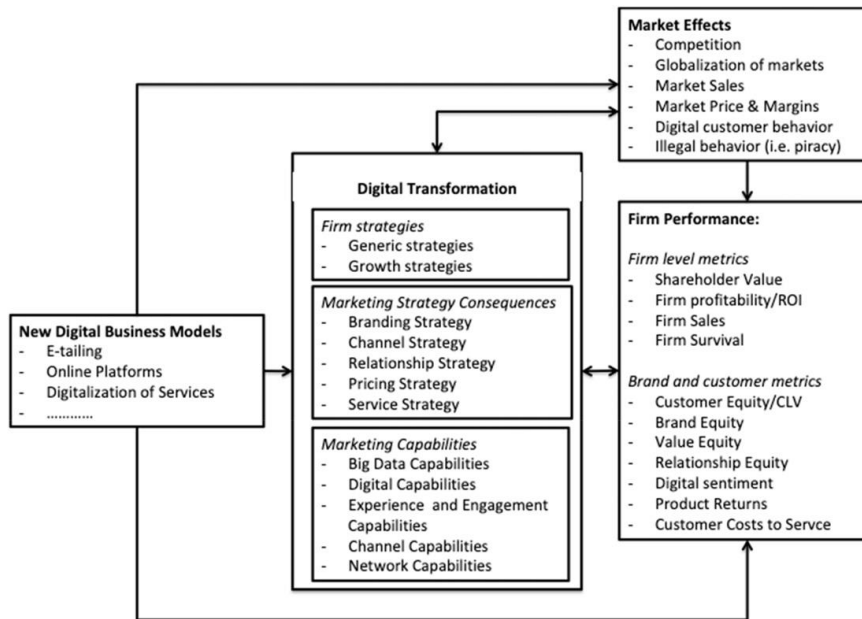 Market Effects
- Competition
- Globalization of markets
- Market Sales
- Market Price & Margins
- Digital customer behavior
- Illegal behavior (i.e. piracy)
Digital Transformation
Firm strategies
- Generic strategies
- Growth strategies
Marketing Strategy Consequences
- Branding Strategy
- Channel Strategy
- Relationship Strategy
- Pricing Strategy
- Service Strategy
Marketing Capabilities
- Big Data Capabilities
- Digital Capabilities
- Experience and Engagement
Capabilities
- Channel Capabilities
- Network Capabilities
New Digital Business Models
- E-tailing
- Online Platforms
- Digitalization of Services
- …………
Firm Performance:
Firm level metrics
- Shareholder Value
- Firm profitability/ROI
- Firm Sales
- Firm Survival
Brand and customer metrics
- Customer Equity/CLV
- Brand Equity
- Value Equity
- Relationship Equity
- Digital sentiment
- Product Returns
- Customer Costs to Servce